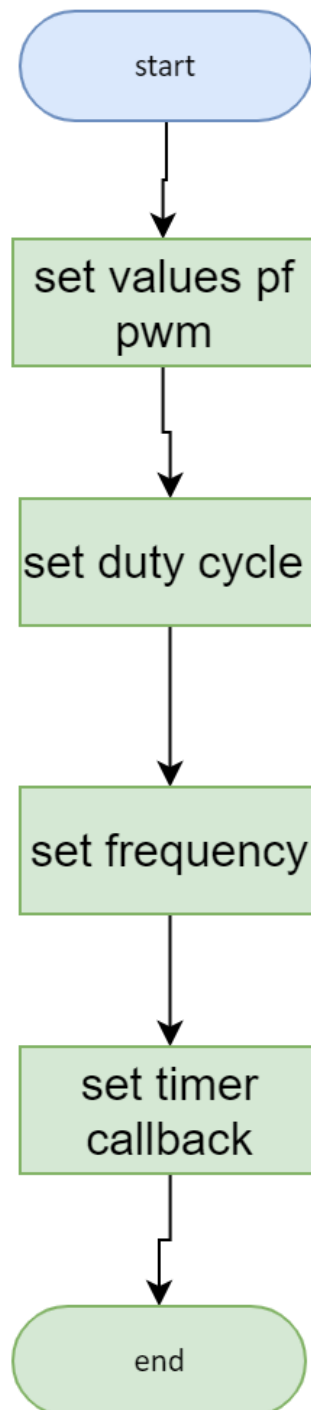 start
set values pf
pwm
set duty cycle
set frequency
set timer
callback
end